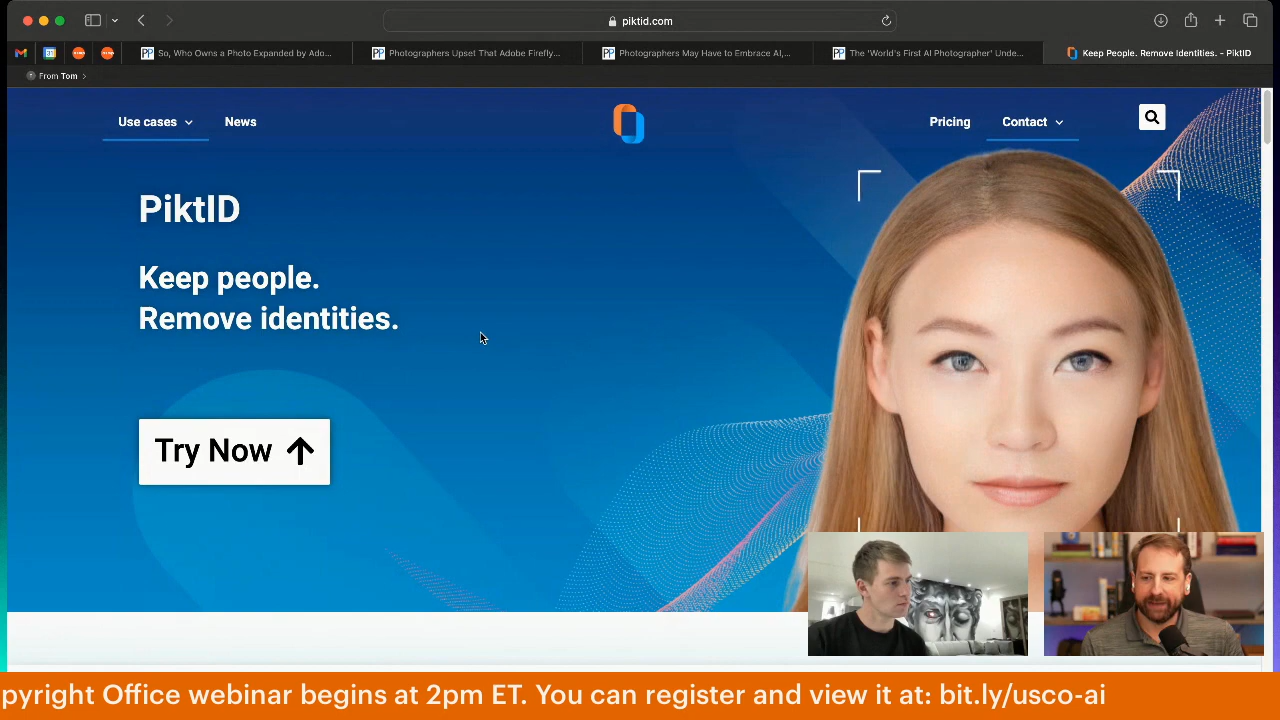 piktid.com
So, Who Owns a Photo Expanded by Ado...
Photographers Upset That Adobe Firefly...
Photographers May Have to Embrace AI,...
The 'World's First AI Photographer' Unde...
Keep People. Remove Identities. - PiktID
From Tom
Use cases
News
Pricing
Contact
PiktID
Keep people.
Remove identities.
Try Now
pyright Office webinar begins at 2pm ET. You can register and view it at: bit.ly/usco-ai